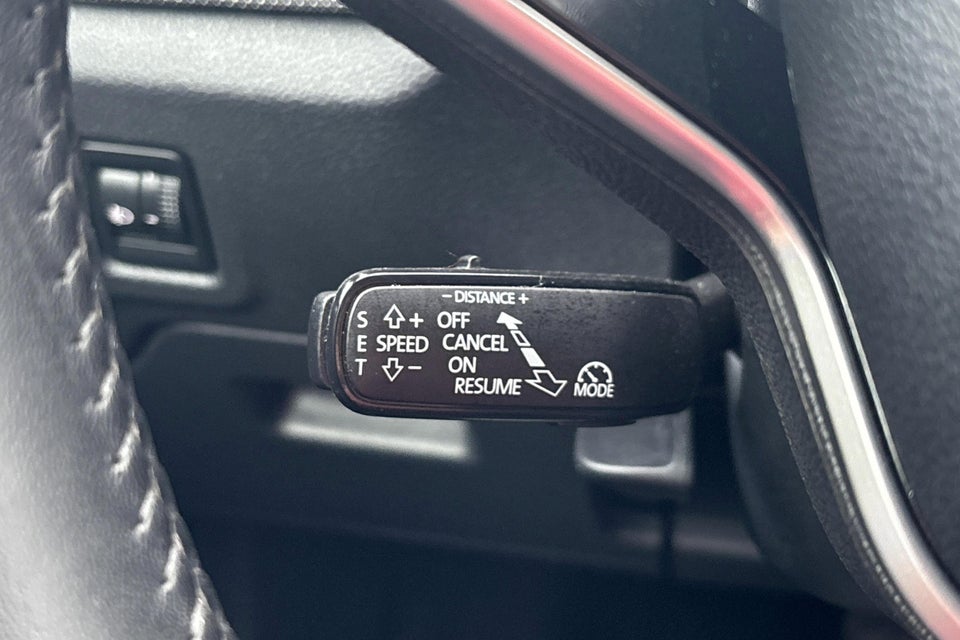 - DISTANCE +
S + OFF
E SPEED CANCEL
T - ON
RESUME MODE